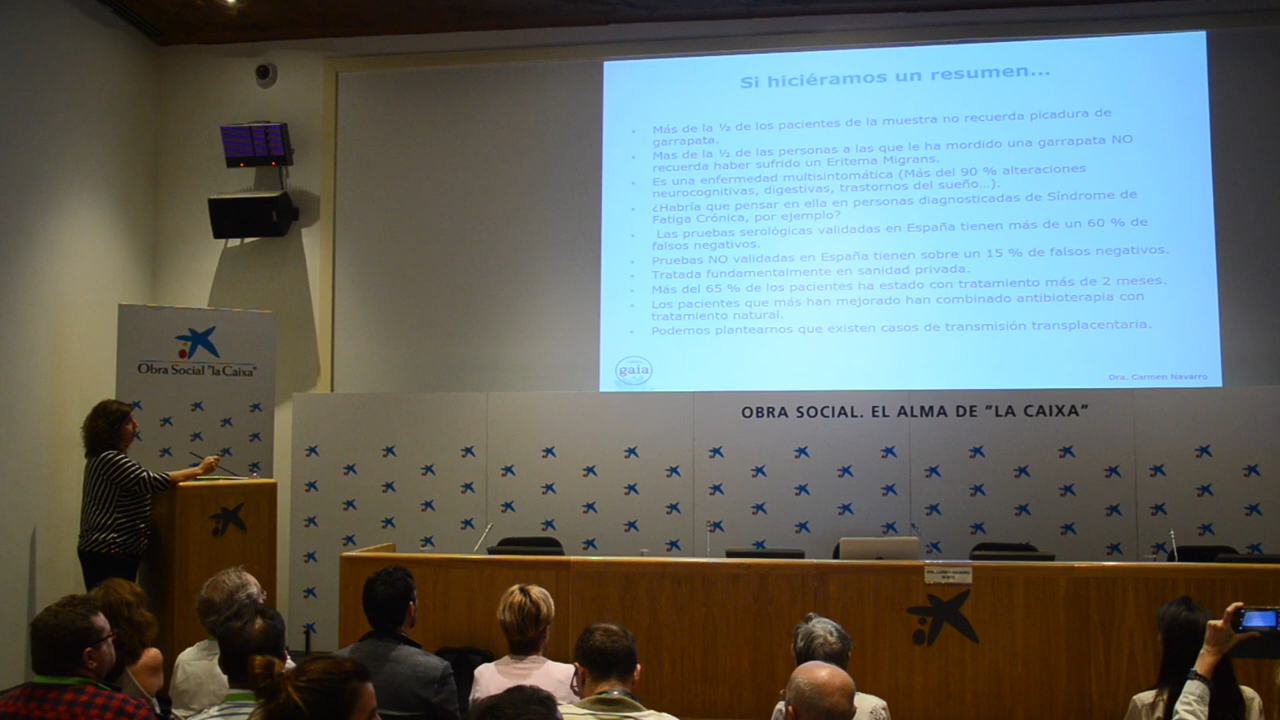 Si hiciéramos un resumen...
Más de la ½ de los pacientes de la muestra no recuerda picadura de
garrapata.
Mas de la ½ de las personas a las que le ha mordido una garrapata NO
recuerda haber sufrido un Eritema Migrans.
Es una enfermedad multisintomática (Más del 90 % alteraciones
neurocognitivas, digestivas, trastornos del sueño...).
¿Habría que pensar en ella en personas diagnosticadas de Síndrome de
Fatiga Crónica, por ejemplo?
Las pruebas serológicas validadas en España tienen más de un 60 % de
falsos negativos.
Pruebas NO validadas en España tienen sobre un 15 % de falsos negativos.
Tratada fundamentalmente en sanidad privada.
Más del 65 % de los pacientes ha estado con tratamiento más de 2 meses.
Los pacientes que más han mejorado han combinado antibioterapia con
tratamiento natural.
Podemos plantearnos que existen casos de transmisión transplacentaria.
gaia
Dra. Carmen Navarro
Obra Social "la Caixa"
OBRA SOCIAL. EL ALMA DE "LA CAIXA"